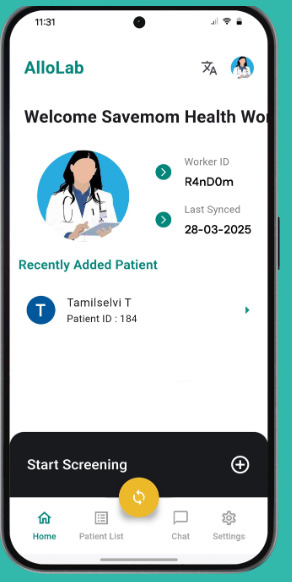 11:31
AlloLab
Welcome Savemom Health Wor
Worker ID
R4nD0m
Last Synced
28-03-2025
Recently Added Patient
T
Tamilselvi T
Patient ID : 184
Start Screening
Home
Patient List
Chat
Settings